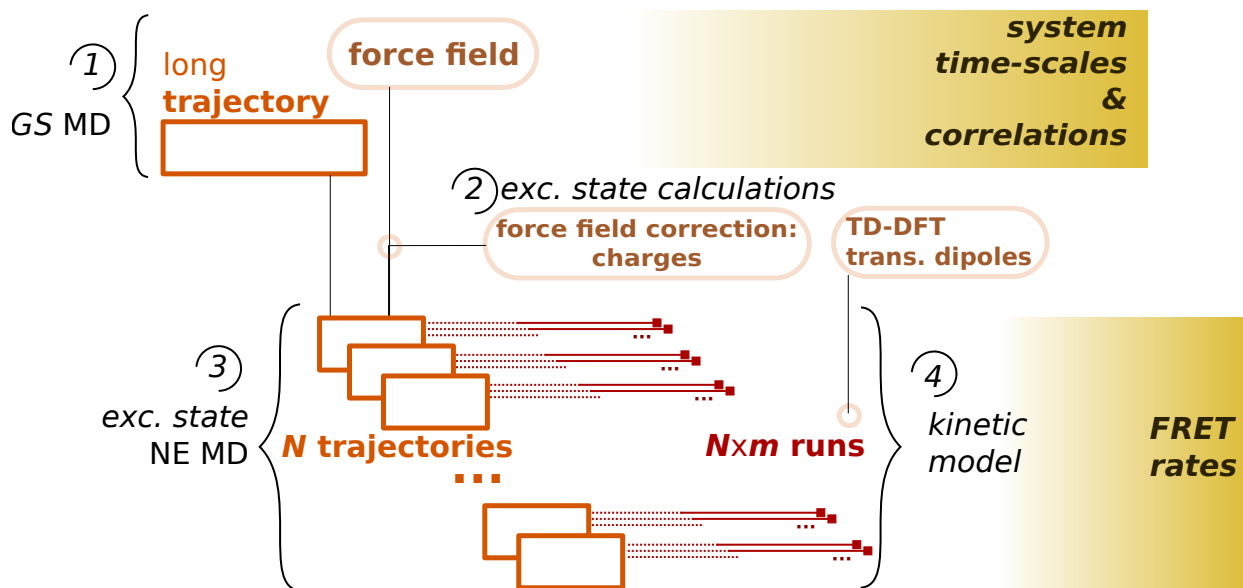 1
GS MD
long
trajectory
force field
system
time-scales
&
correlations
2 exc. state calculations
force field correction:
charges
TD-DFT
trans. dipoles
3
exc. state
NE MD
...
...
...
N trajectories
...
Nxm runs
...
...
4
kinetic
model
FRET
rates